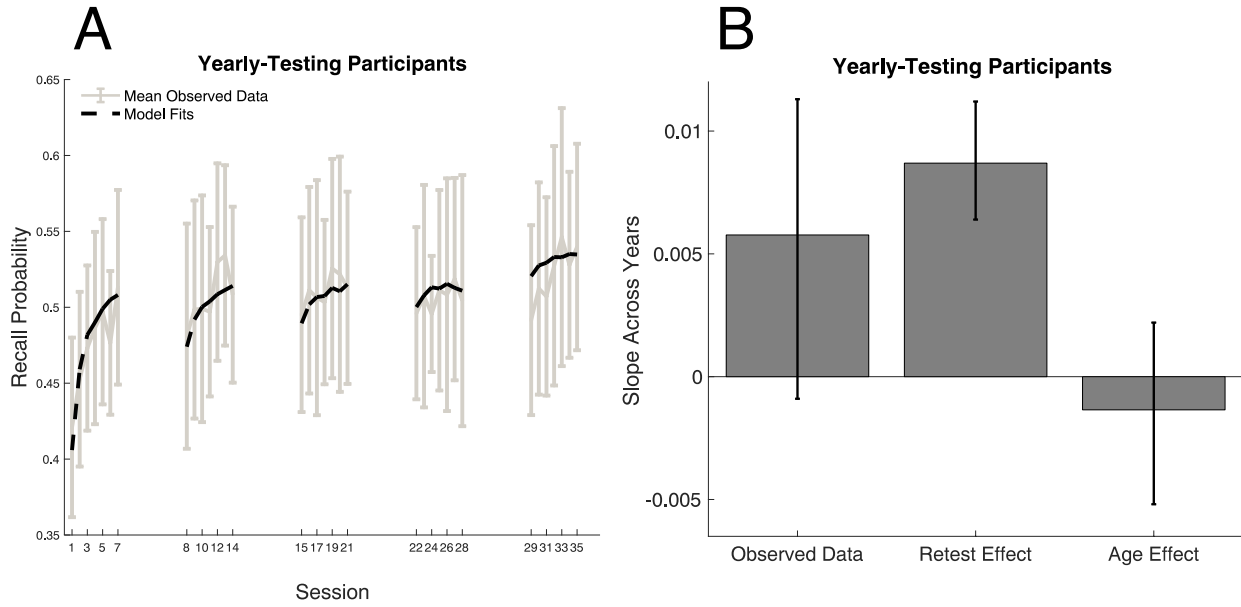 A
Yearly-Testing Participants
Mean Observed Data
Model Fits
Recall Probability
0.65
0.6
0.55
0.5
0.45
0.4
0.35
1 3 5 7 8 10 12 14 15 17 19 21 22 24 26 28 29 31 33 35
Session
B
Yearly-Testing Participants
Slope Across Years
0.01
0.005
0
-0.005
Observed Data Retest Effect Age Effect